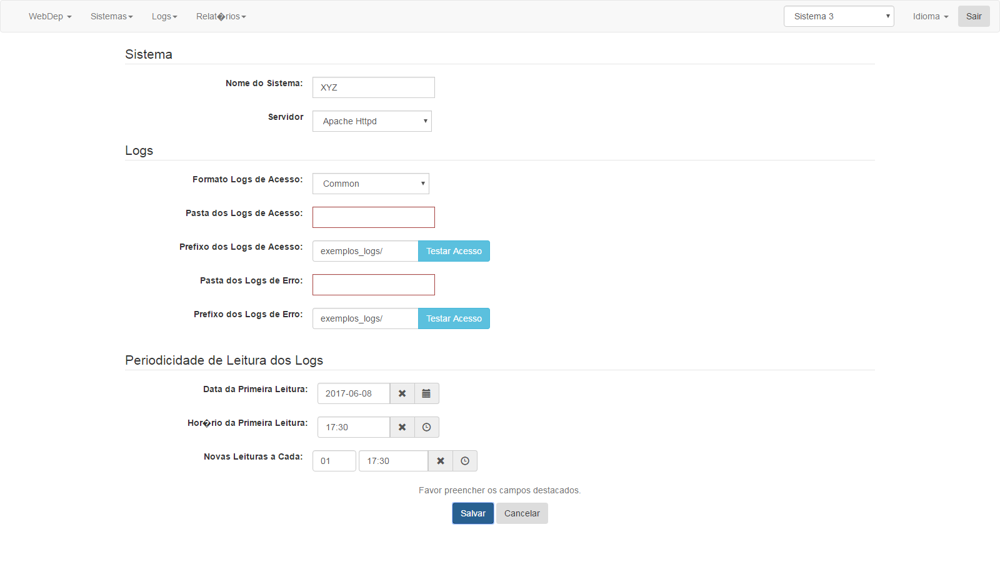 WebDep Sistemas Logs Relat�rios Sistema 3 Idioma Sair
Sistema
Nome do Sistema: XYZ
Servidor Apache Httpd
Logs
Formato Logs de Acesso: Common
Pasta dos Logs de Acesso:
Prefixo dos Logs de Acesso: exemplos_logs/ Testar Acesso
Pasta dos Logs de Erro:
Prefixo dos Logs de Erro: exemplos_logs/ Testar Acesso
Periodicidade de Leitura dos Logs
Data da Primeira Leitura: 2017-06-08
Hor�rio da Primeira Leitura: 17:30
Novas Leituras a Cada: 01 17:30
Favor preencher os campos destacados.
Salvar Cancelar